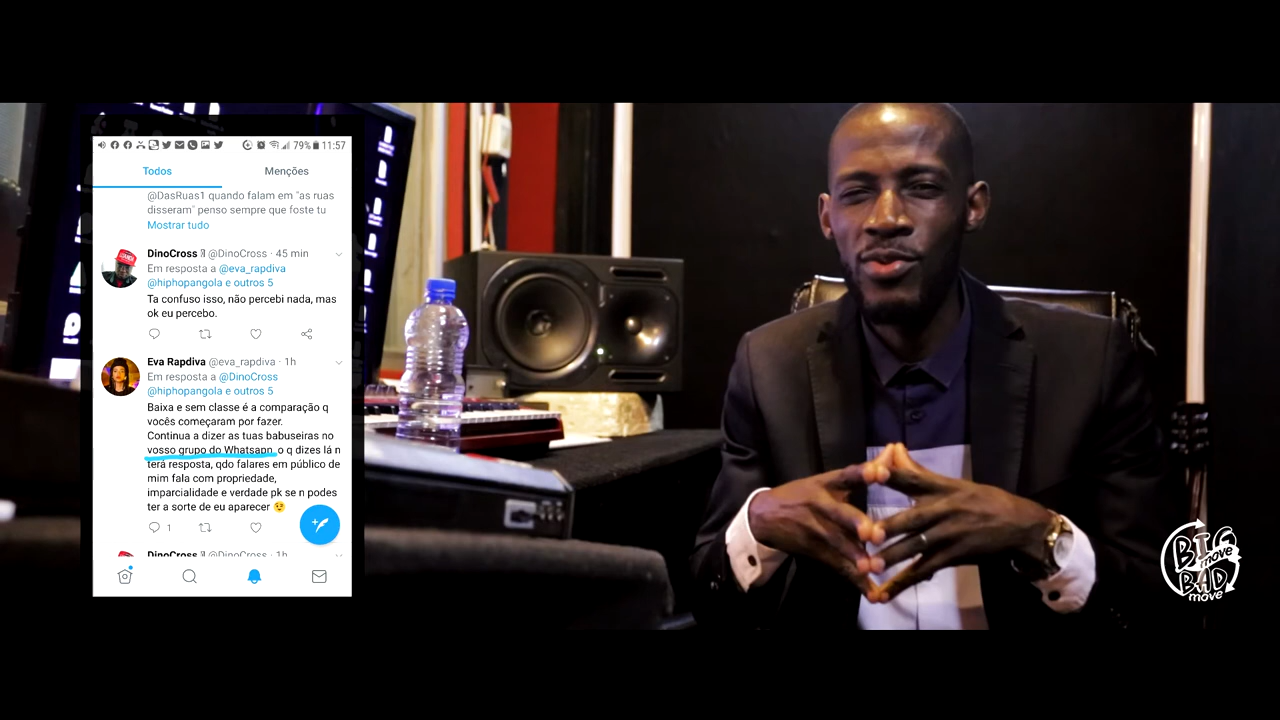 79% 11:57
Todos
Menções
@DasRuas1 quando falam em "as ruas
disseram" penso sempre que foste tu
Mostrar tudo
DinoCross @DinoCross · 45 min
Em resposta a @eva_rapdiva
@hiphopangola e outros 5
Ta confuso isso, não percebi nada, mas
ok eu percebo.
Eva Rapdiva @eva_rapdiva · 1h
Em resposta a @DinoCross
@hiphopangola e outros 5
Baixa e sem classe é a comparação q
vocês começaram por fazer.
Continua a dizer as tuas babuseiras no
vosso grupo do Whatsapp, o q dizes lá n
terá resposta, qdo falares em público de
mim fala com propriedade,
imparcialidade e verdade pk se n podes
ter a sorte de eu aparecer 😉
1
DinoCross @DinoCross · 1h
BIG
move
BAD
move